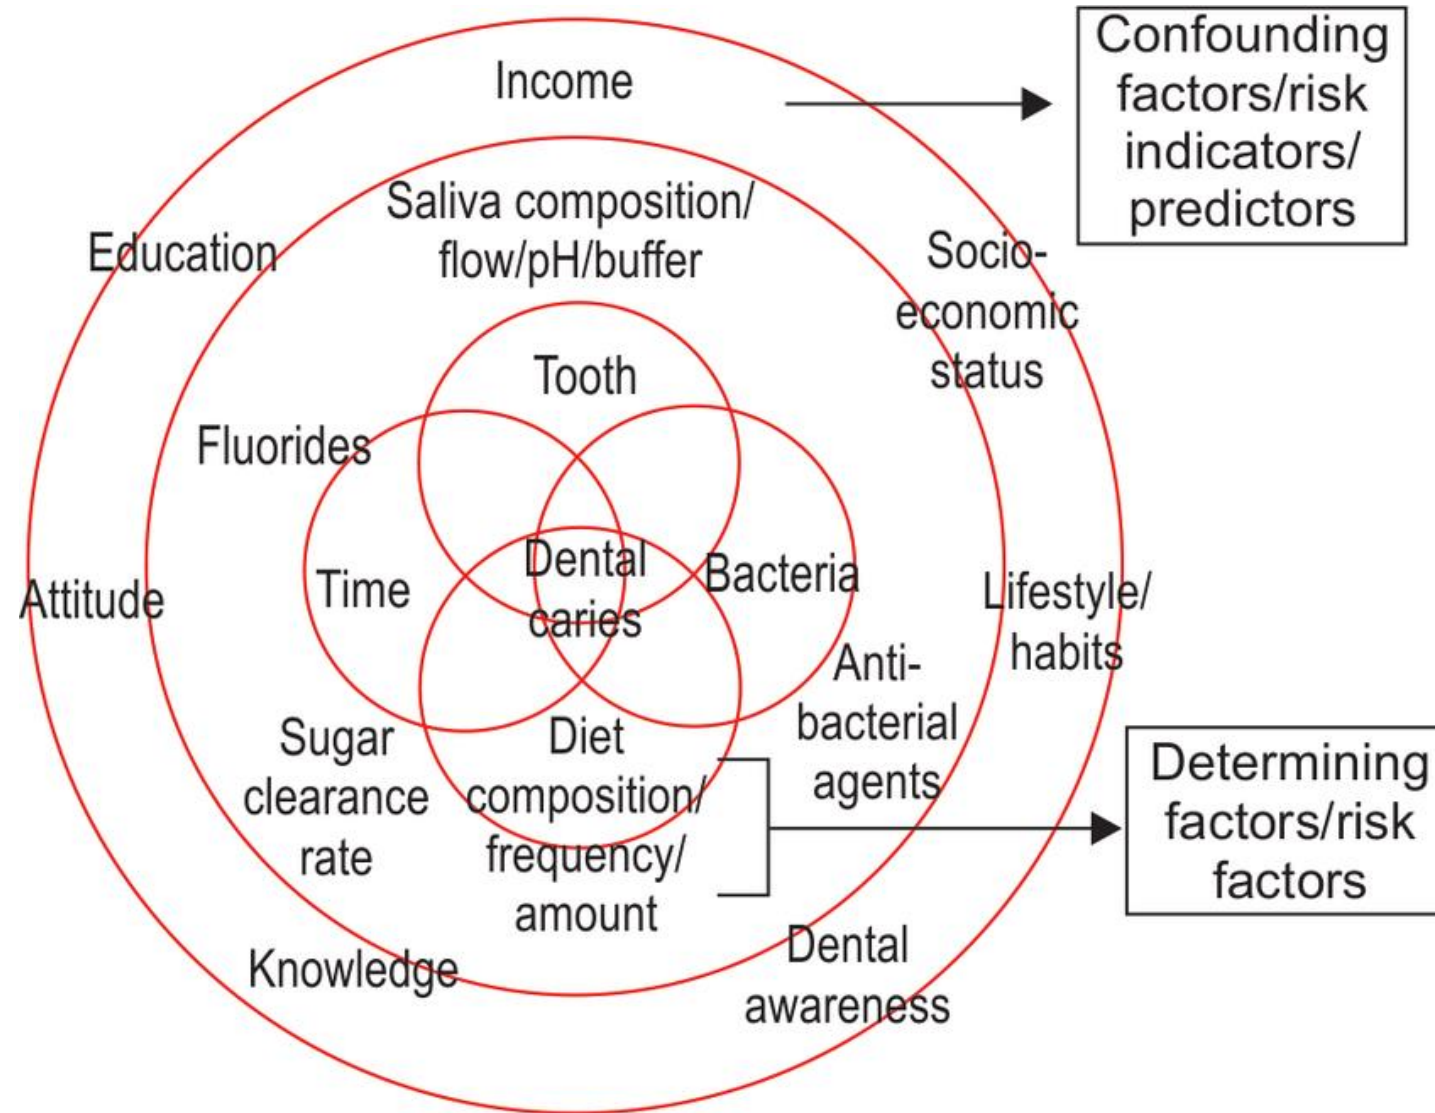 Income
Confounding
factors/risk
indicators/
predictors
Saliva composition/
flow/pH/buffer
Education
Socio-
economic
status
Tooth
Fluorides
Dental
caries
Time
Bacteria
Attitude
Lifestyle/
habits
Anti-
bacterial
agents
Sugar
clearance
rate
Diet
composition/
frequency/
amount
Determining
factors/risk
factors
Knowledge
Dental
awareness